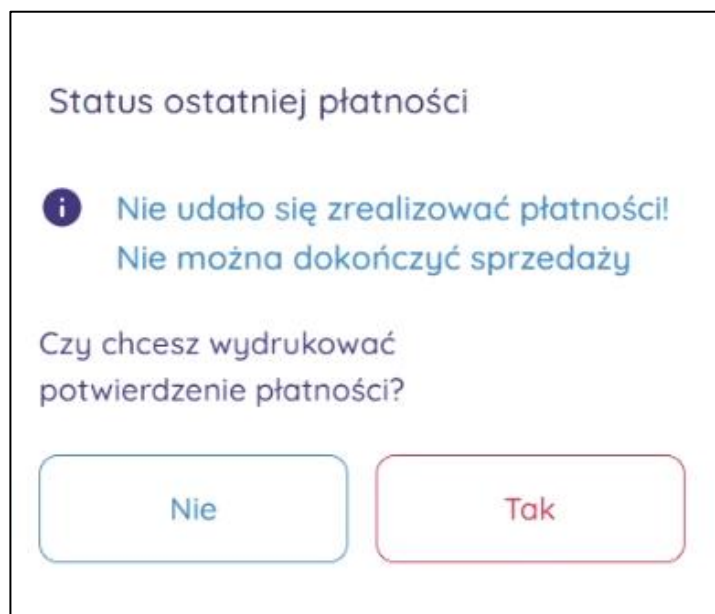 Status ostatniej płatności
Nie udało się zrealizować płatności!
Nie można dokończyć sprzedaży
Czy chcesz wydrukować
potwierdzenie płatności?
Nie
Tak